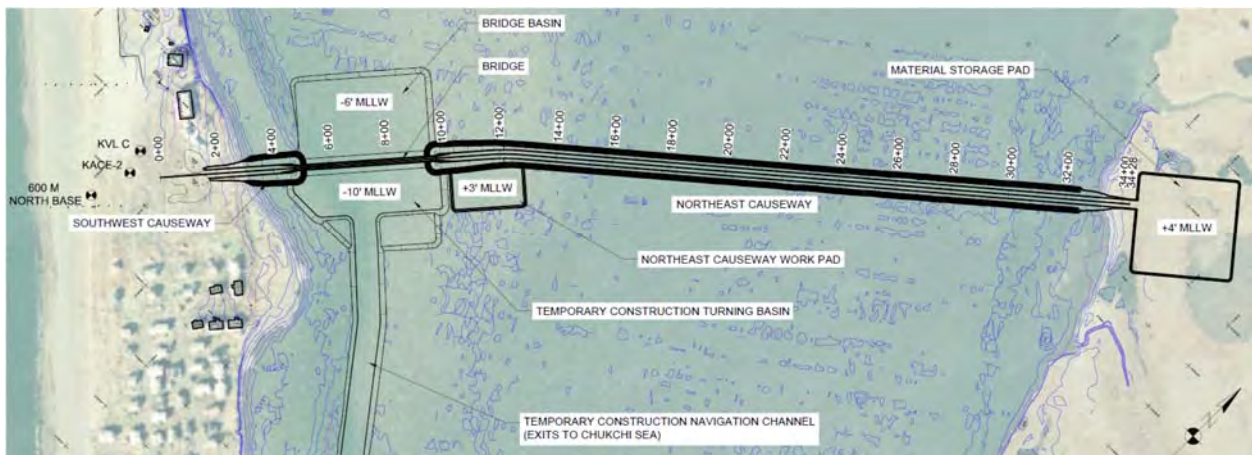 BRIDGE BASIN
BRIDGE
MATERIAL STORAGE PAD
-6' MLLW
KVL C
KACE-2
600 M
NORTH BASE
0+00
2+00
4+00
6+00
8+00
10+00
12+00
14+00
16+00
18+00
20+00
22+00
24+00
26+00
28+00
30+00
32+00
34+00
34+28
-10' MLLW
+3' MLLW
SOUTHWEST CAUSEWAY
NORTHEAST CAUSEWAY
+4' MLLW
NORTHEAST CAUSEWAY WORK PAD
TEMPORARY CONSTRUCTION TURNING BASIN
TEMPORARY CONSTRUCTION NAVIGATION CHANNEL
(EXITS TO CHUKCHI SEA)